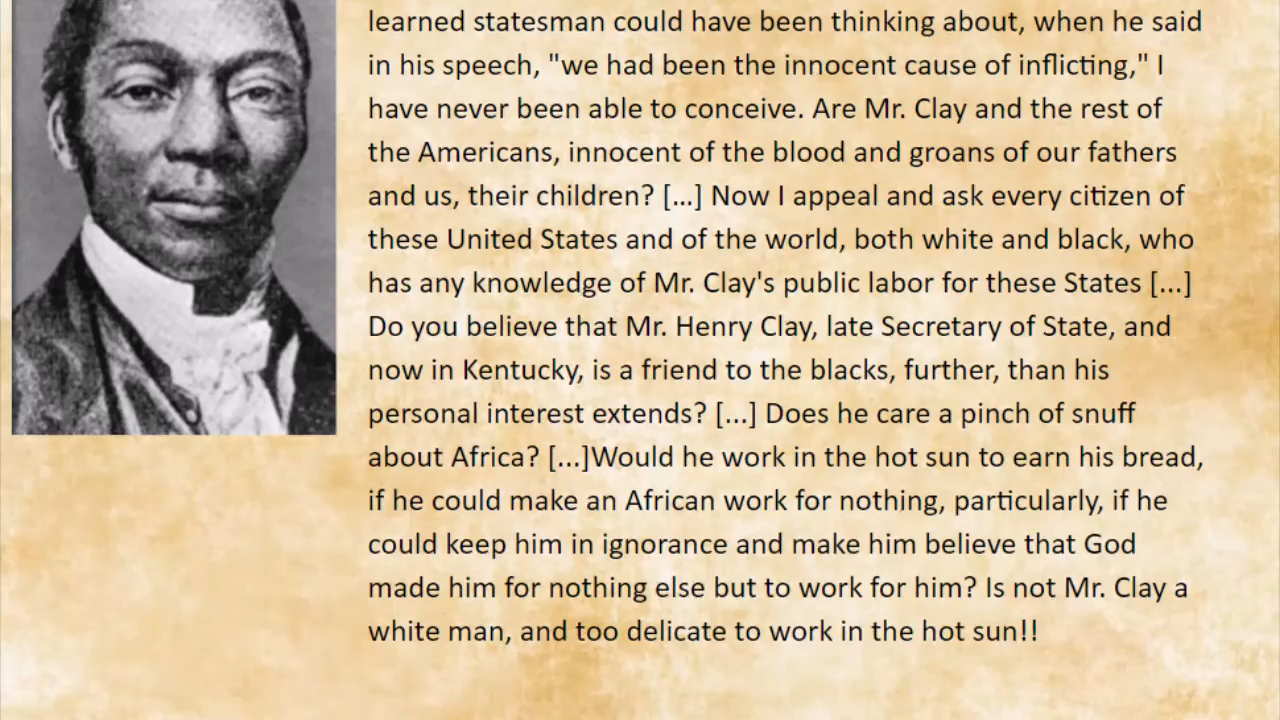 learned statesman could have been thinking about, when he said
in his speech, "we had been the innocent cause of inflicting," I
have never been able to conceive. Are Mr. Clay and the rest of
the Americans, innocent of the blood and groans of our fathers
and us, their children? [...] Now I appeal and ask every citizen of
these United States and of the world, both white and black, who
has any knowledge of Mr. Clay's public labor for these States [...]
Do you believe that Mr. Henry Clay, late Secretary of State, and
now in Kentucky, is a friend to the blacks, further, than his
personal interest extends? [...] Does he care a pinch of snuff
about Africa? [...]Would he work in the hot sun to earn his bread,
if he could make an African work for nothing, particularly, if he
could keep him in ignorance and make him believe that God
made him for nothing else but to work for him? Is not Mr. Clay a
white man, and too delicate to work in the hot sun!!